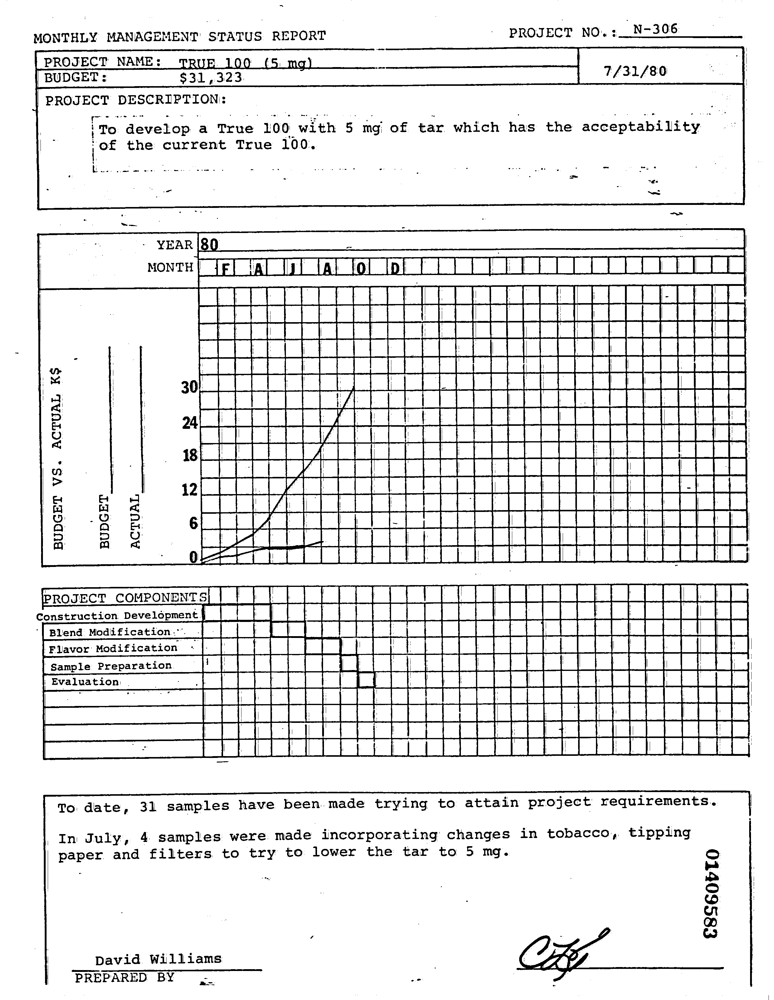 MONTHLY MANAGEMENT STATUS REPORT
PROJECT NO.: N-306
PROJECT NAME: TRUE 100 (5 mg)
BUDGET: $31,323
7/31/80
PROJECT DESCRIPTION:
To develop a True 100 with 5 mg of tar which has the acceptability
of the current True 100.
YEAR 80
MONTH F A J A O D
BUDGET VS. ACTUAL K$
BUDGET
ACTUAL
30
24
18
12
6
0
PROJECT COMPONENTS
Construction Development
Blend Modification
Flavor Modification
Sample Preparation
Evaluation
To date, 31 samples have been made trying to attain project requirements.
In July, 4 samples were made incorporating changes in tobacco, tipping
paper and filters to try to lower the tar to 5 mg.
01409583
David Williams
PREPARED BY